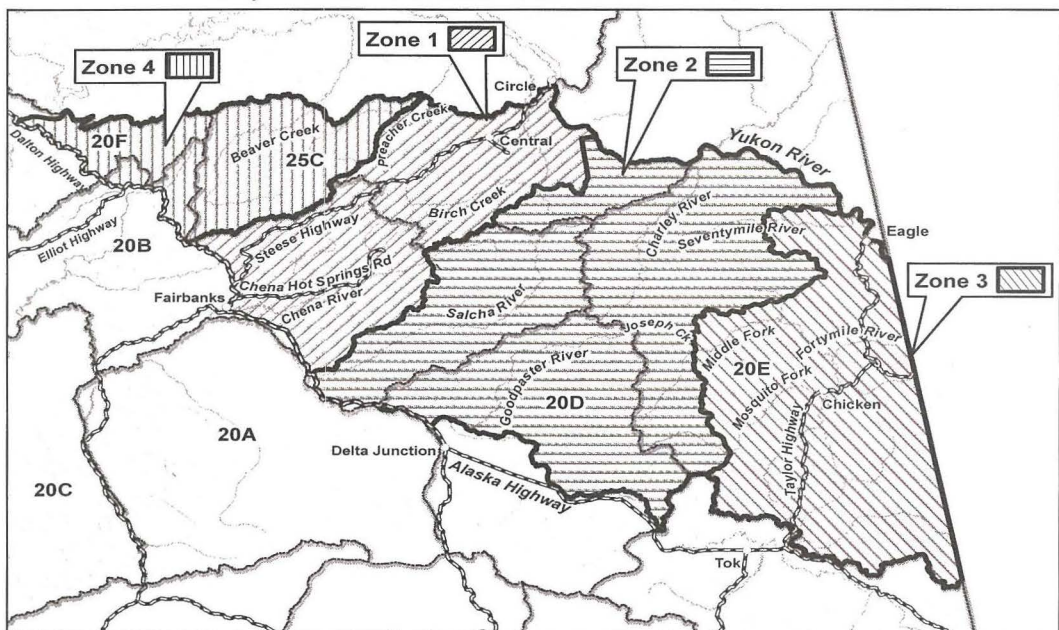 Zone 1
Zone 4
Zone 2
Circle
Preacher Creek
20F
Beaver Creek
25C
Central
Dalton Highway
Yukon River
Birch Creek
Elliot Highway
20B
Steese Highway
Charley River
Seventymile River
Eagle
Chena Hot Springs Rd
Zone 3
Fairbanks
Chena River
Salcha River
Joseph Ck
Middle Fork
Fortymile River
20E
Goodpaster River
Mosquito Fork
20D
Chicken
20A
Taylor Highway
Delta Junction
20C
Alaska Highway
Tok